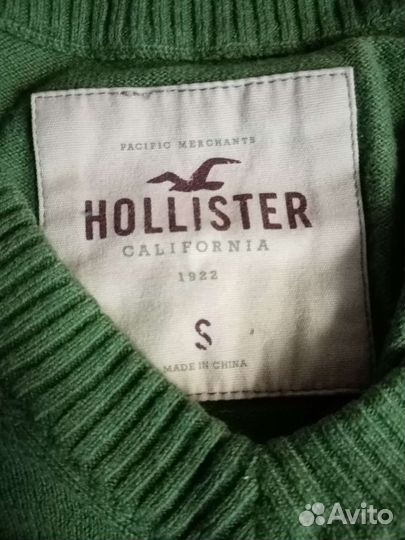 PACIFIC MERCHANTS
HOLLISTER
CALIFORNIA
1922
S
MADE IN CHINA
Avito